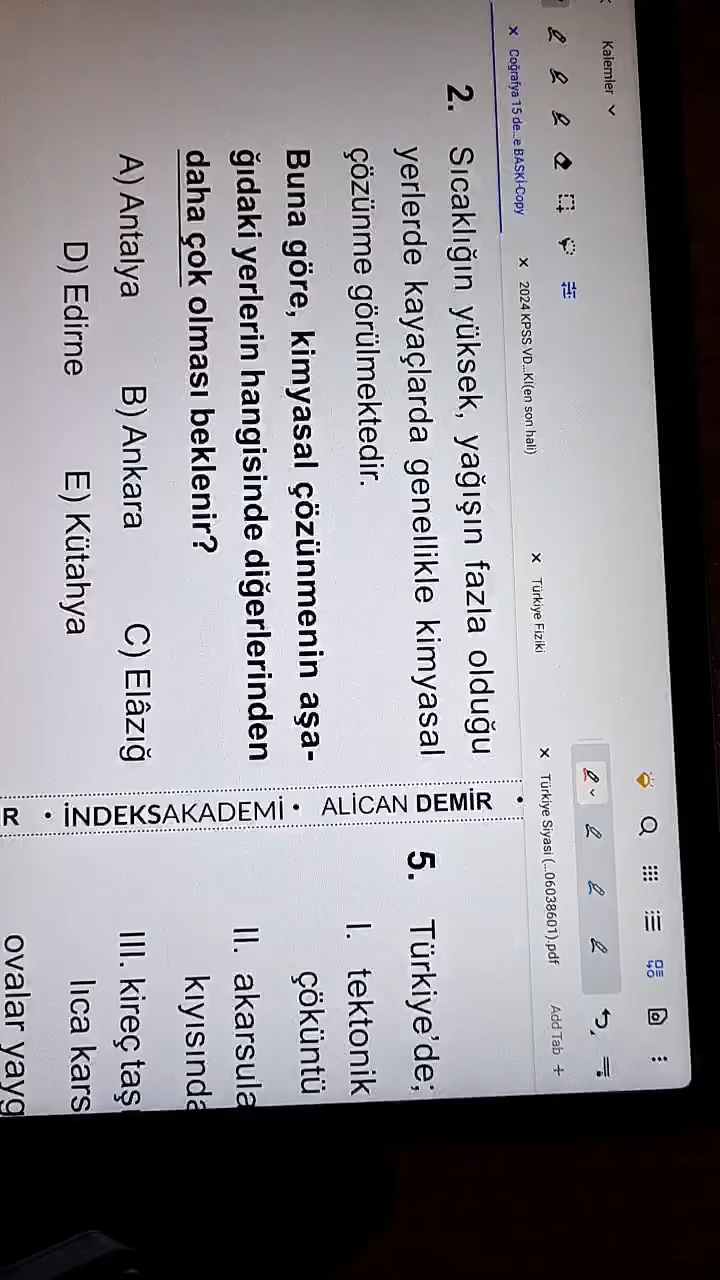 Kalemler
× Coğrafya 15 de...e BASKI-Copy × 2024 KPSS VD...KI(en son hali) × Türkiye Fiziki × Türkiye Siyasi (...06038601).pdf Add Tab +
2. Sıcaklığın yüksek, yağışın fazla olduğu
yerlerde kayaçlarda genellikle kimyasal
çözünme görülmektedir.
Buna göre, kimyasal çözünmenin aşa-
ğıdaki yerlerin hangisinde diğerlerinden
daha çok olması beklenir?
A) Antalya B) Ankara C) Elâzığ
D) Edirne E) Kütahya
R • İNDEKSAKADEMİ • ALİCAN DEMİR •
5. Türkiye'de;
I. tektonik
çöküntü
II. akarsula
kıyısında
III. kireç taş
lıca kars
ovalar yayg